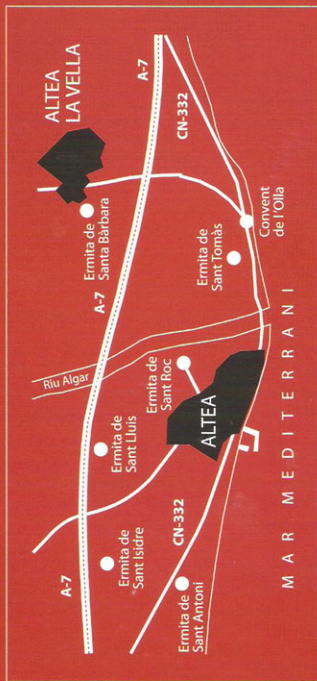 ALTEA
LA VELLA
A-7
CN-332
Ermita de
Santa Bàrbara
A-7
Convent
de l'Olla
Ermita de
Sant Tomàs
Riu Algar
Ermita de
Sant Roc
Ermita de
Sant Lluis
ALTEA
Ermita de
Sant Isidre
A-7
CN-332
Ermita de
Sant Antoni
MAR MEDITERRANI